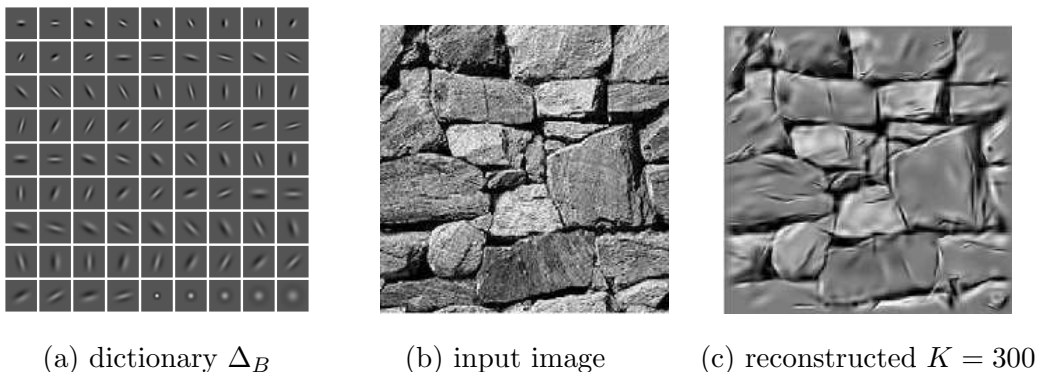 (a) dictionary Δ_B
(b) input image
(c) reconstructed K = 300